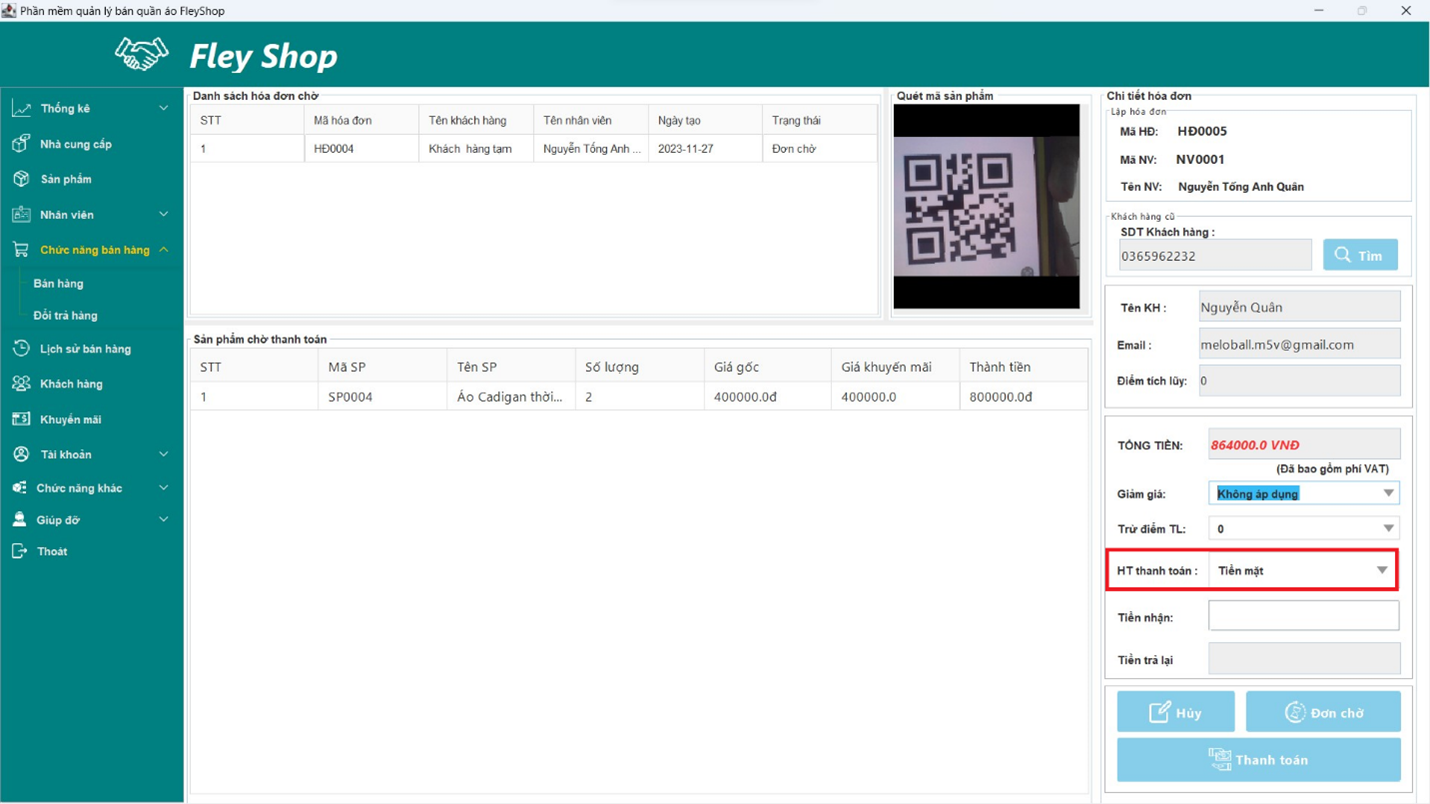 Phần mềm quản lý bán quần áo FleyShop
Fley Shop
Thống kê
Nhà cung cấp
Sản phẩm
Nhân viên
Chức năng bán hàng
Bán hàng
Đổi trả hàng
Lịch sử bán hàng
Khách hàng
Khuyến mãi
Tài khoản
Chức năng khác
Giúp đỡ
Thoát
Danh sách hóa đơn chờ
STT Mã hóa đơn Tên khách hàng Tên nhân viên Ngày tạo Trạng thái
1 HĐ0004 Khách hàng tạm Nguyễn Tống Anh ... 2023-11-27 Đơn chờ
Quét mã sản phẩm
Sản phẩm chờ thanh toán
STT Mã SP Tên SP Số lượng Giá gốc Giá khuyến mãi Thành tiền
1 SP0004 Áo Cadigan thời... 2 400000.0đ 400000.0 800000.0đ
Chi tiết hóa đơn
Lập hóa đơn
Mã HĐ: HĐ0005
Mã NV: NV0001
Tên NV: Nguyễn Tống Anh Quân
Khách hàng cũ
SDT Khách hàng :
0365962232 Tìm
Tên KH : Nguyễn Quân
Email : meloball.m5v@gmail.com
Điểm tích lũy: 0
TỔNG TIỀN: 864000.0 VNĐ
(Đã bao gồm phí VAT)
Giảm giá: Không áp dụng
Trừ điểm TL: 0
HT thanh toán : Tiền mặt
Tiền nhận:
Tiền trả lại
Hủy Đơn chờ
Thanh toán